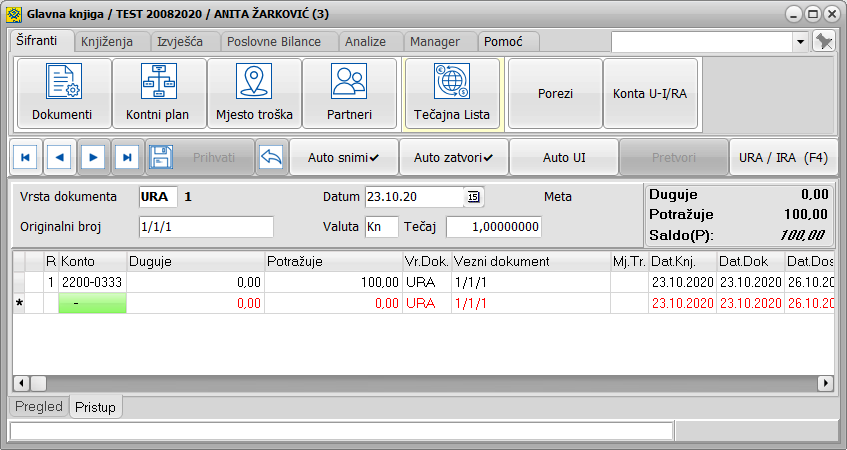 Glavna knjiga / TEST 20082020 / ANITA ŽARKOVIĆ (3)
Šifranti Knjiženja Izvješća Poslovne Bilance Analize Manager Pomoć
Dokumenti Kontni plan Mjesto troška Partneri Tečajna Lista Porezi Konta U-I/RA
Prihvati Auto snimi✔ Auto zatvori✔ Auto UI Pretvori URA / IRA (F4)
Vrsta dokumenta URA 1 Datum 23.10.20 15 Meta Duguje 0,00
Originalni broj 1/1/1 Valuta Kn Tečaj 1,00000000 Potražuje 100,00
Saldo(P): 100,00
R Konto Duguje Potražuje Vr.Dok. Vezni dokument Mj.Tr. Dat.Knj. Dat.Dok Dat.Dos
1 2200-0333 0,00 100,00 URA 1/1/1 23.10.2020 23.10.2020 26.10.2020
* - 0,00 0,00 URA 1/1/1 23.10.2020 23.10.2020 26.10.2020
Pregled Pristup